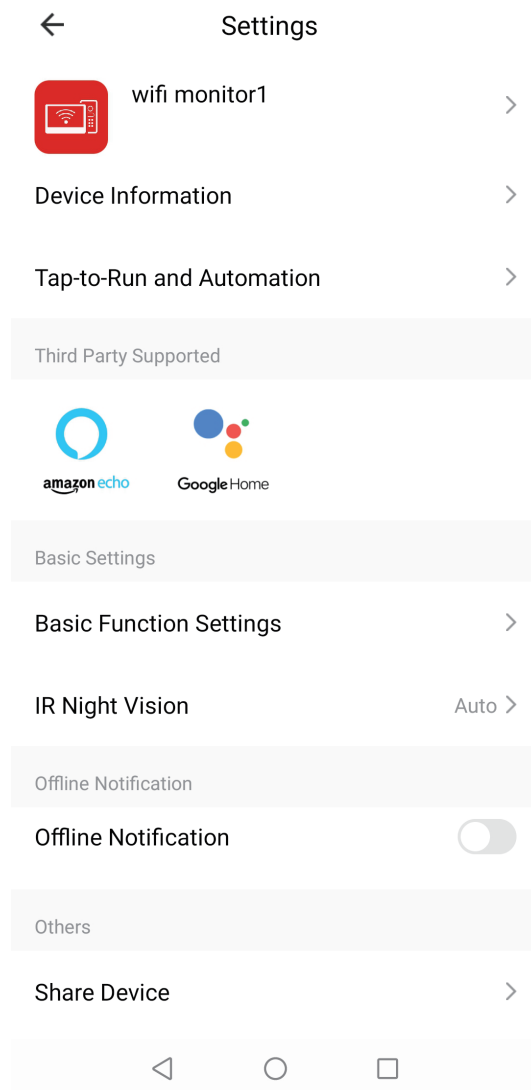 Settings
wifi monitor1
Device Information
Tap-to-Run and Automation
Third Party Supported
amazon echo
Google Home
Basic Settings
Basic Function Settings
IR Night Vision
Auto
Offline Notification
Offline Notification
Others
Share Device